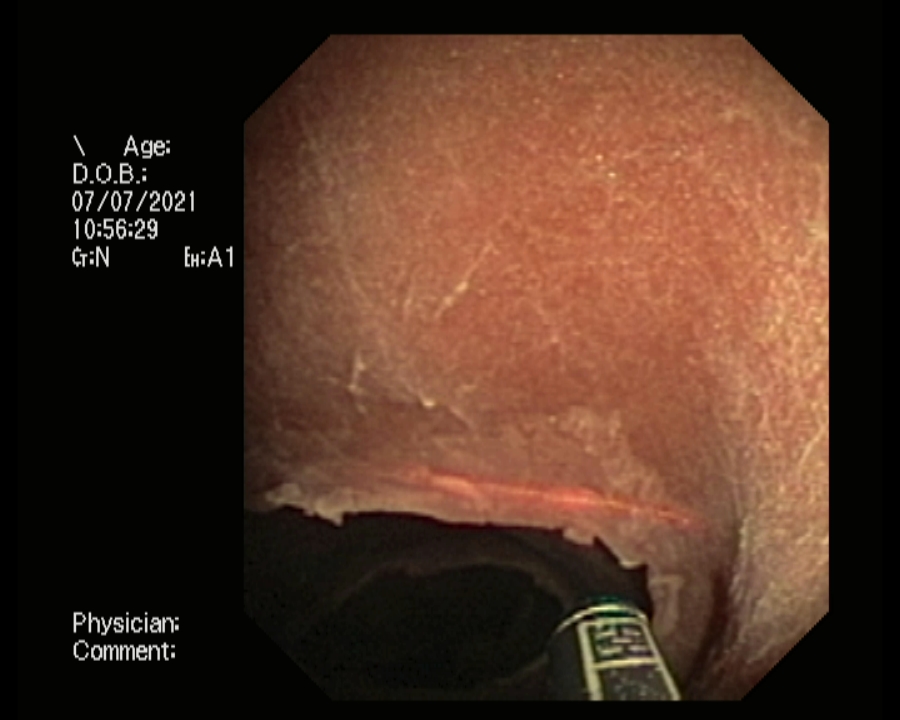 \ Age:
D.O.B.:
07/07/2021
10:56:29
Cr:N Eh:A1
Physician:
Comment: